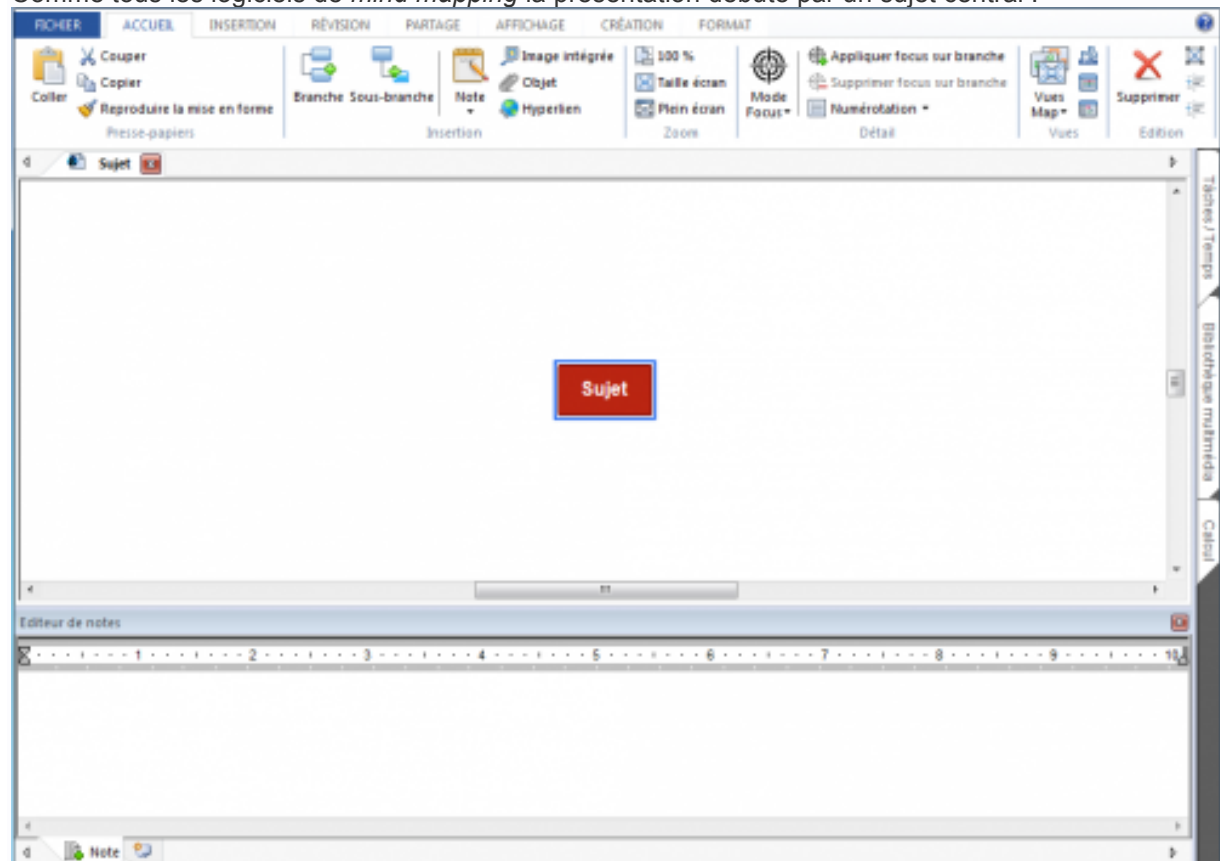 Comme tous les logiciels de mind mapping la présentation débute par un sujet central :
FICHIER ACCUEIL INSERTION RÉVISION PARTAGE AFFICHAGE CRÉATION FORMAT
Coller
Couper
Copier
Reproduire la mise en forme
Presse-papiers
Branche Sous-branche Note
Image intégrée
Objet
Hyperlien
Insertion
100 %
Taille écran
Plein écran
Zoom
Mode Focus
Appliquer focus sur branche
Supprimer focus sur branche
Numérotation
Détail
Vues Map
Vues
Supprimer
Edition
Sujet
Tâches / Temps
Bibliothèque multimédia
Calcul
Sujet
Editeur de notes
1 2 3 4 5 6 7 8 9 10
Note